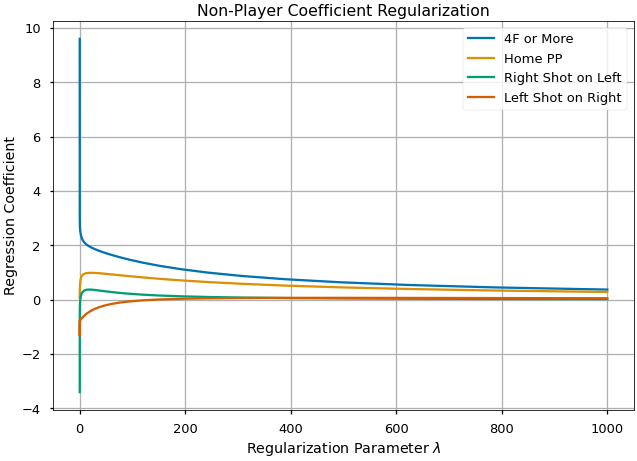 Non-Player Coefficient Regularization
4F or More
Home PP
Right Shot on Left
Left Shot on Right
Regression Coefficient
10
8
6
4
2
0
−2
−4
0 200 400 600 800 1000
Regularization Parameter λ